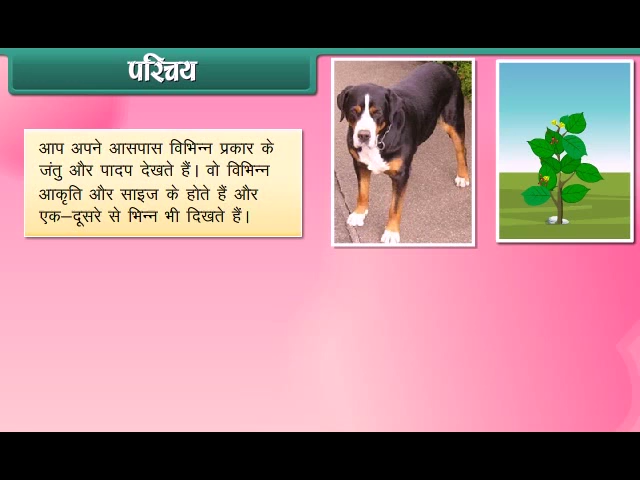 परिचय
आप अपने आसपास विभिन्न प्रकार के
जंतु और पादप देखते हैं। वो विभिन्न
आकृति और साइज के होते हैं और
एक–दूसरे से भिन्न भी दिखते हैं।